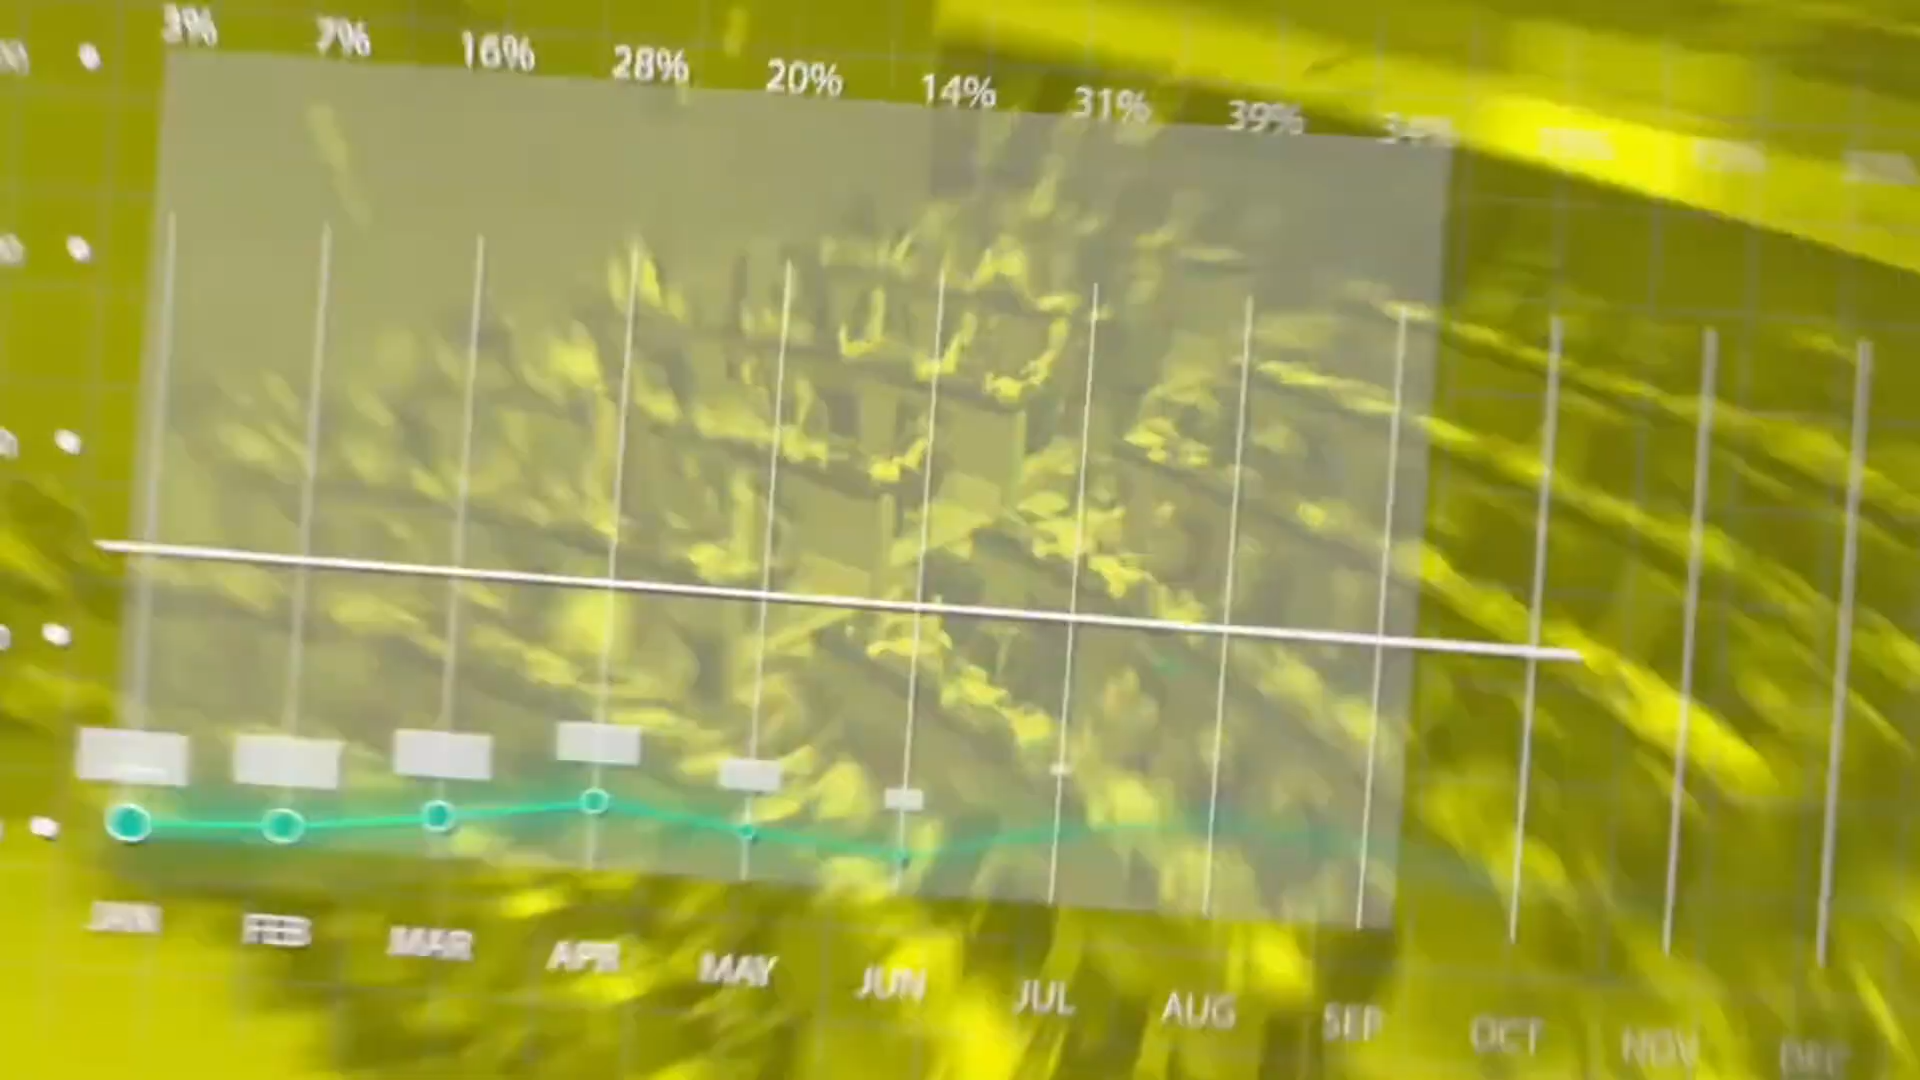 3% 7% 16% 28% 20% 14% 31% 39%
JAN FEB MAR APR MAY JUN JUL AUG SEP OCT NOV DEC